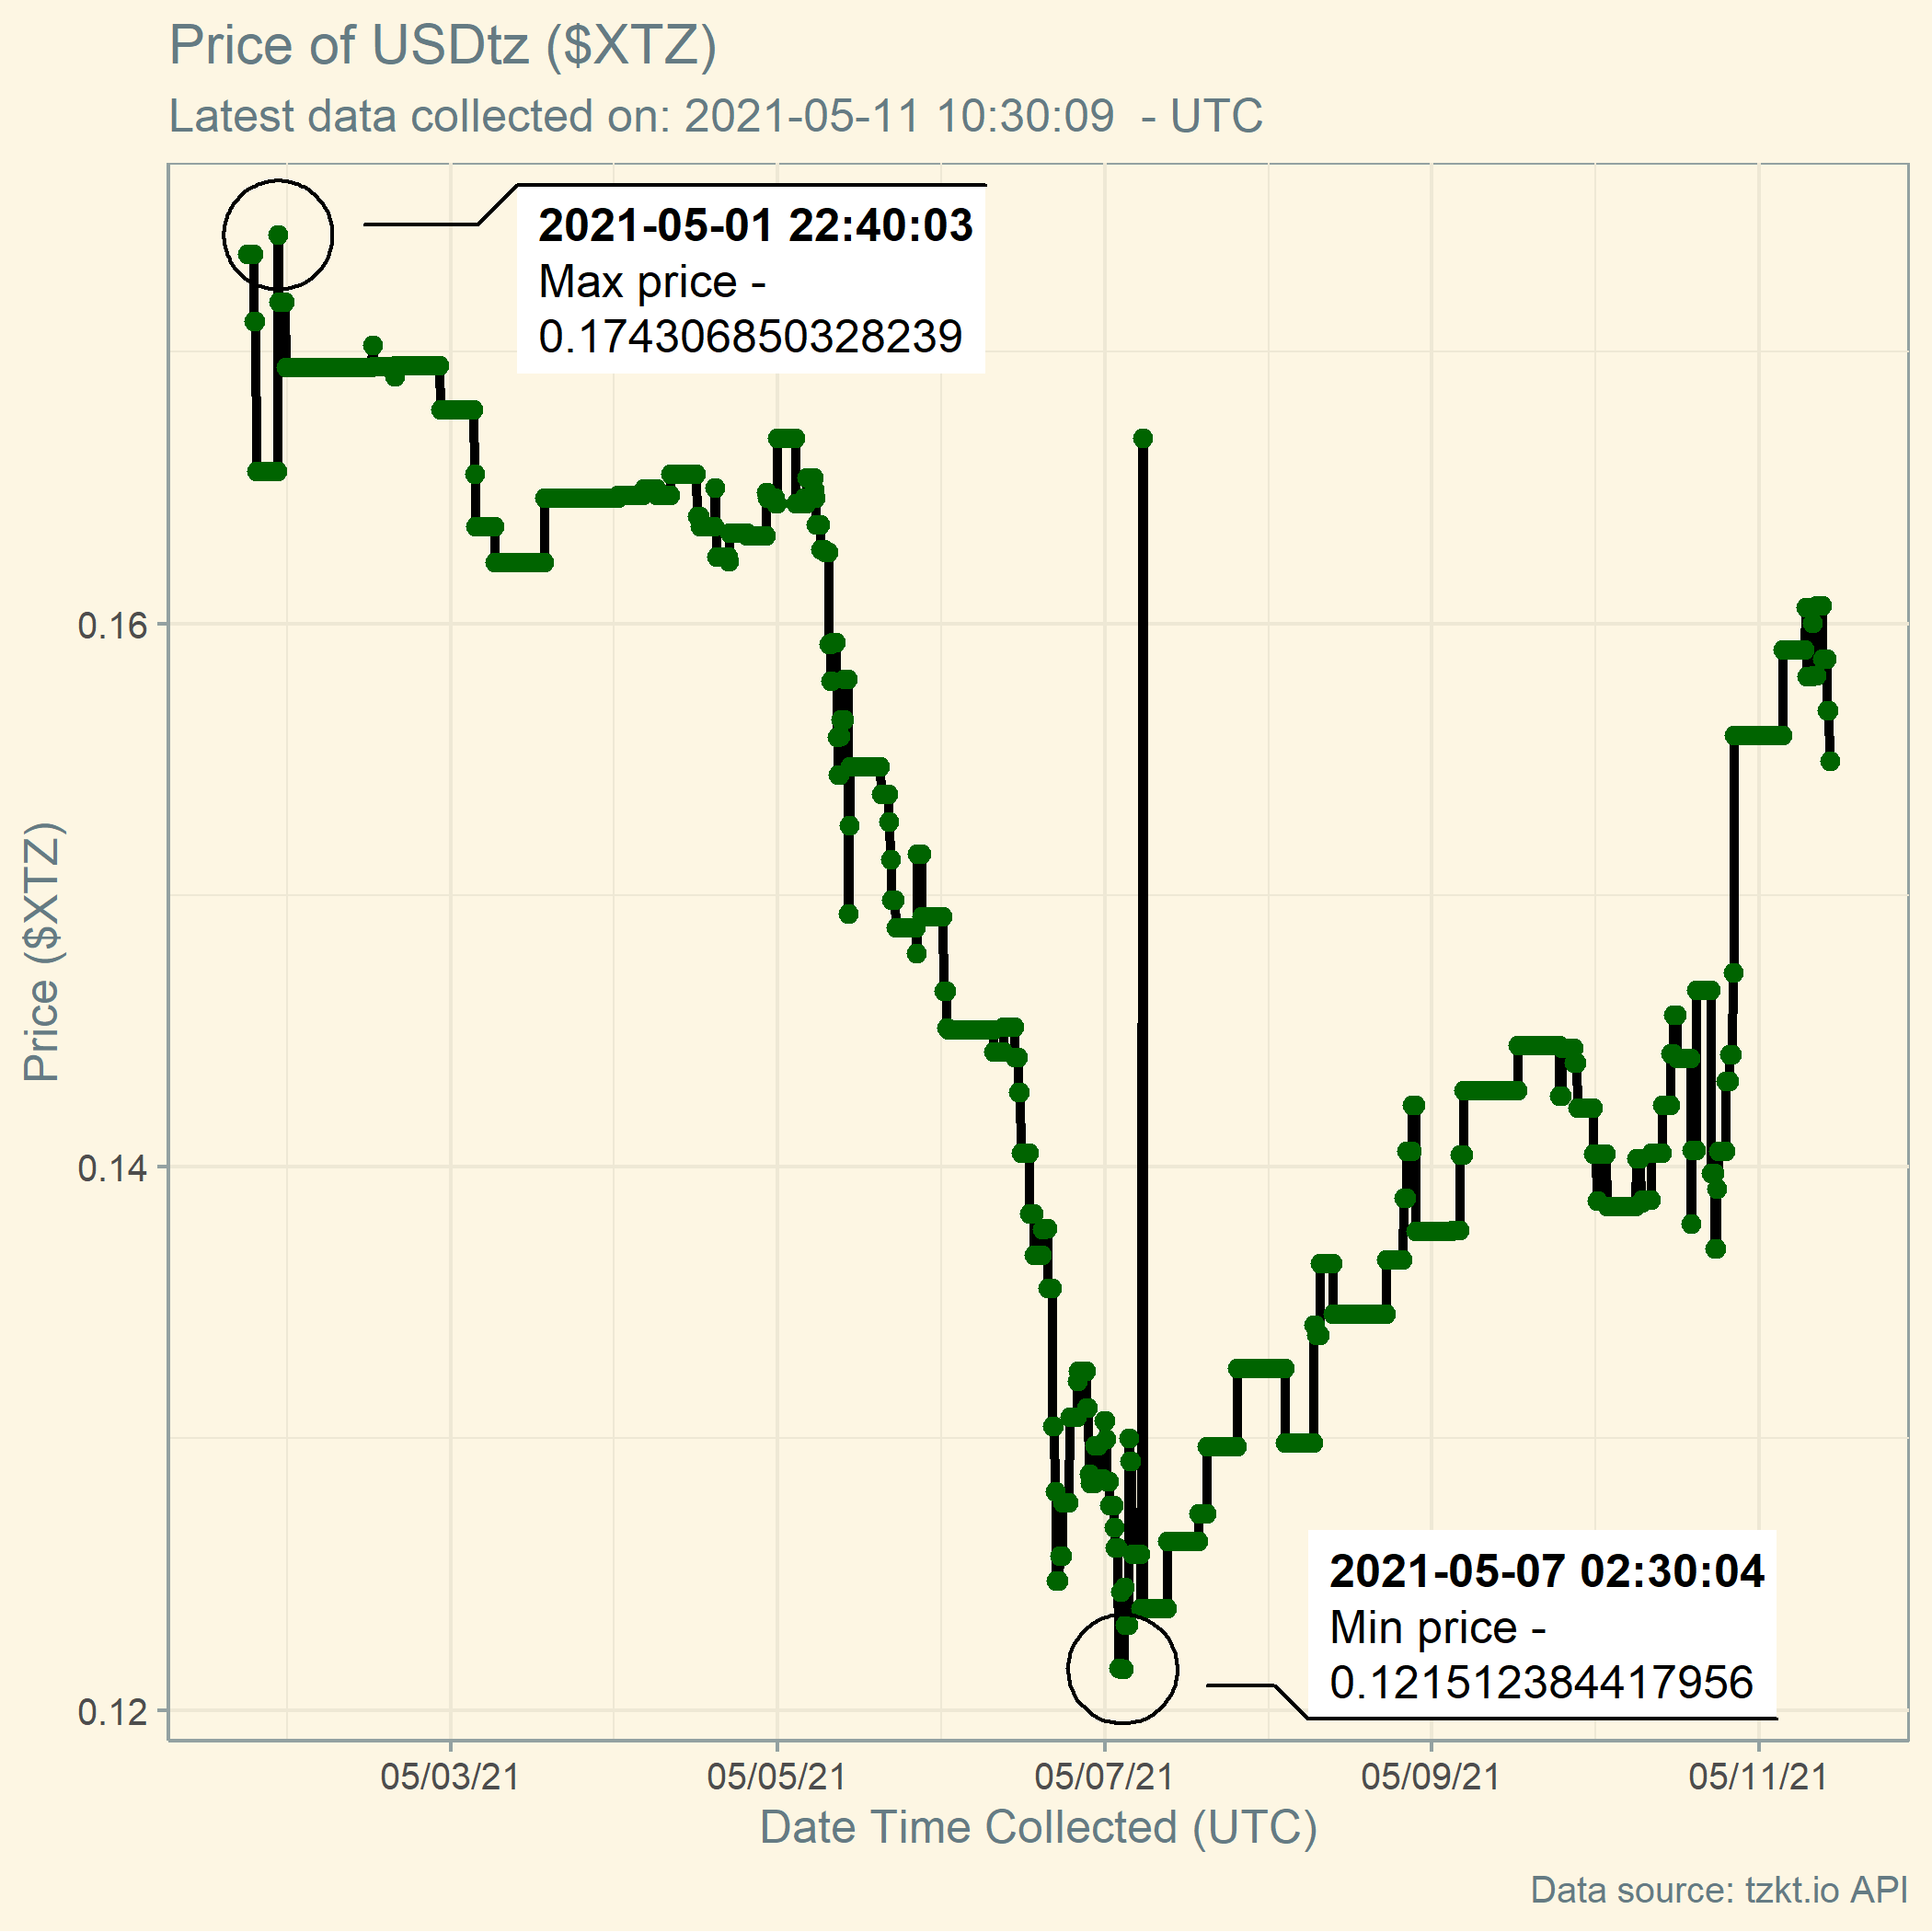 Price of USDtz ($XTZ)
Latest data collected on: 2021-05-11 10:30:09  - UTC
2021-05-01 22:40:03
Max price -
0.174306850328239
0.16
0.14
0.12
Price ($XTZ)
2021-05-07 02:30:04
Min price -
0.121512384417956
05/03/21
05/05/21
05/07/21
05/09/21
05/11/21
Date Time Collected (UTC)
Data source: tzkt.io API